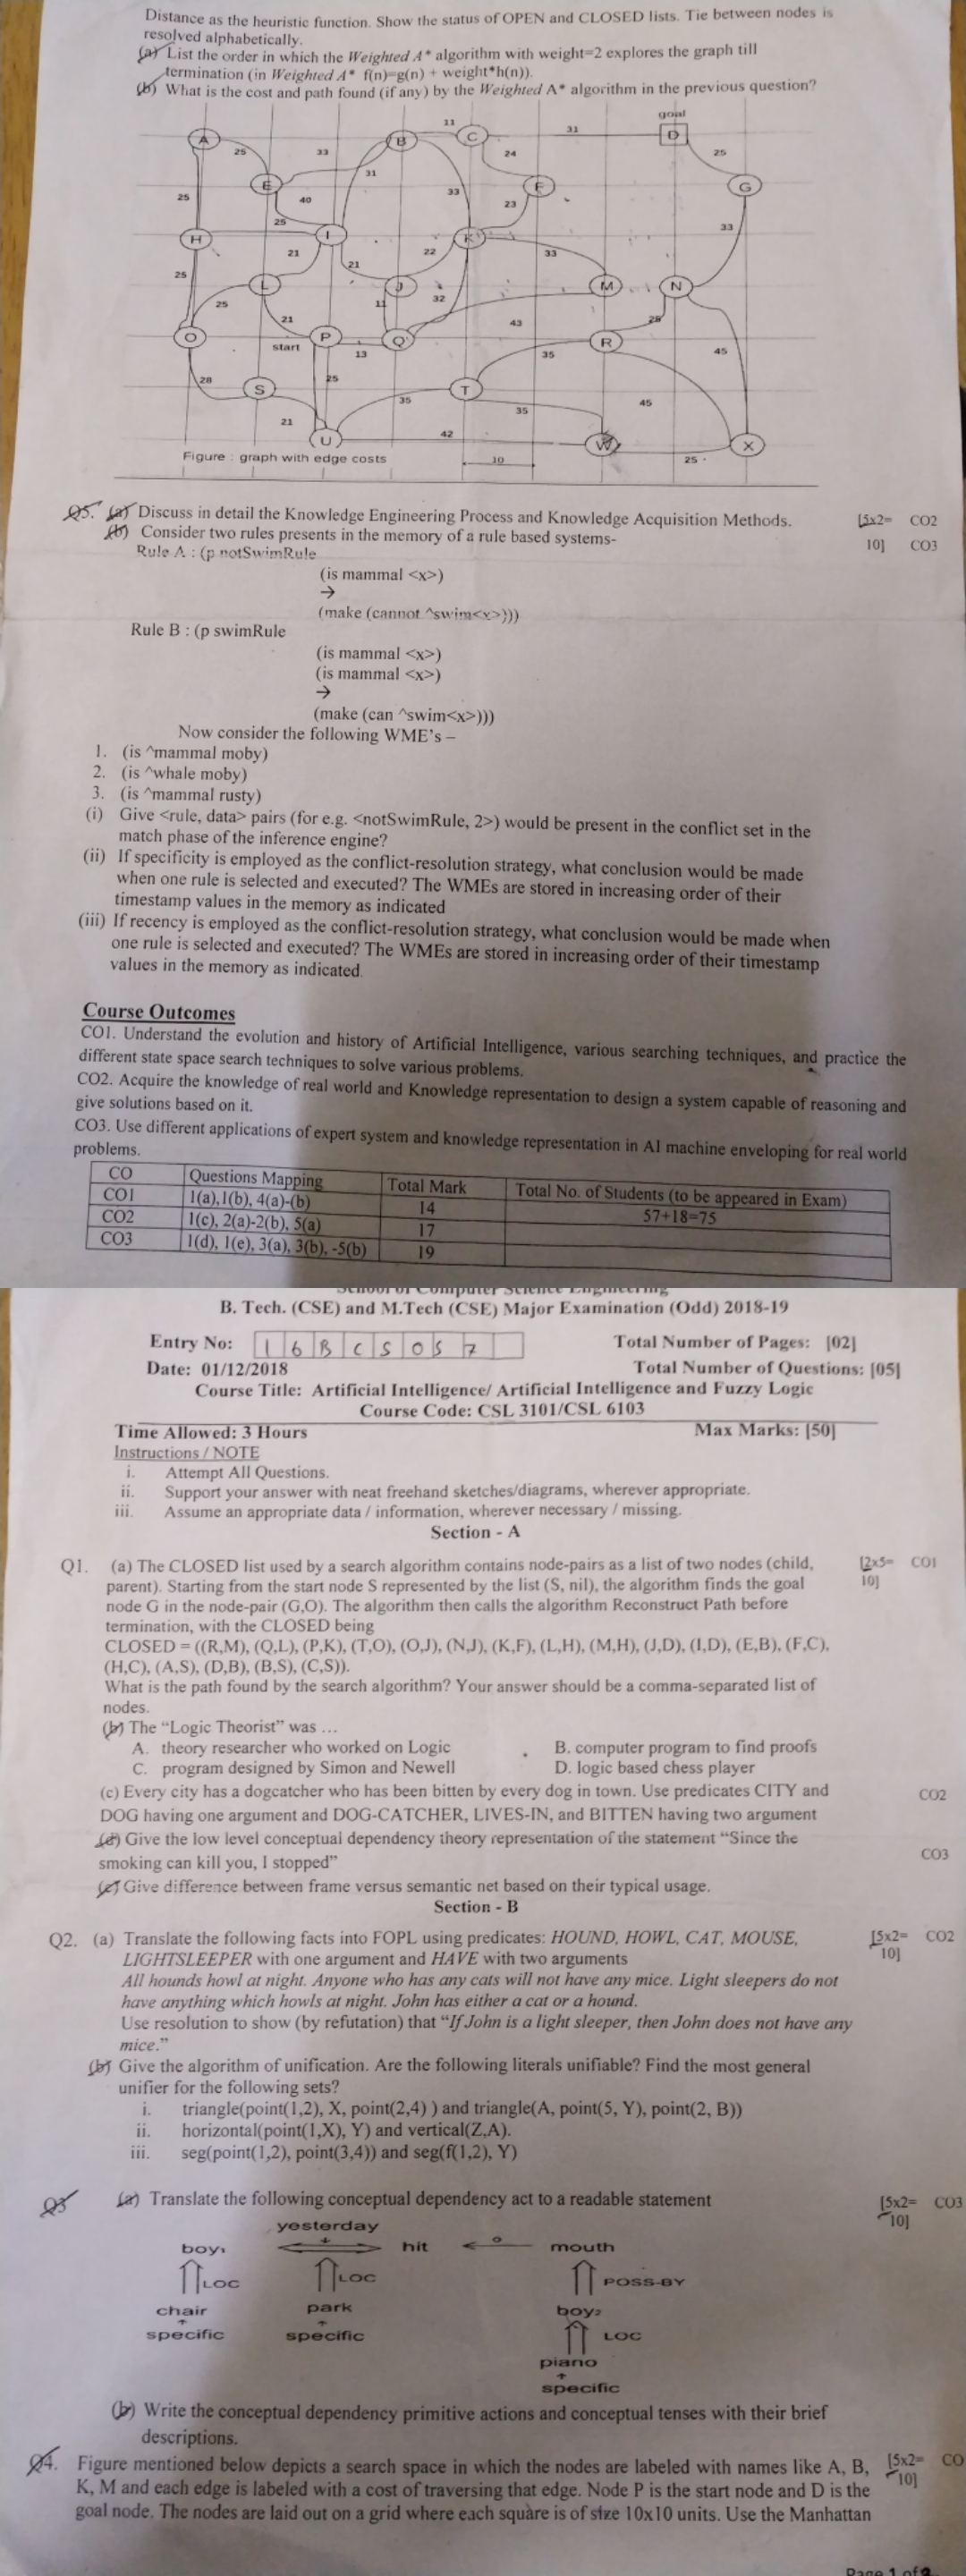 Distance as the heuristic function. Show the status of OPEN and CLOSED lists. Tie between nodes is
resolved alphabetically.
(a) List the order in which the Weighted A* algorithm with weight=2 explores the graph till
termination (in Weighted A* f(n)=g(n) + weight*h(n)).
(b) What is the cost and path found (if any) by the Weighted A* algorithm in the previous question?
goal
A B C D
11 31
25 33 24 25
31
E F G
25 40 33 23
25
33
H I K
21 21 22 33
25
L J M N
25 11 32
21 43 25
O P Q R
start 13 35 45
28 25
S T
35 35 45
21
42
U W X
Figure : graph with edge costs
10
25
Q5. (a) Discuss in detail the Knowledge Engineering Process and Knowledge Acquisition Methods. [5x2= CO2
(b) Consider two rules presents in the memory of a rule based systems- 10] CO3
Rule A : (p notSwimRule
(is mammal <x>)
→
(make (cannot ^swim<x>)))
Rule B : (p swimRule
(is mammal <x>)
(is mammal <x>)
→
(make (can ^swim<x>)))
Now consider the following WME's –
1. (is ^mammal moby)
2. (is ^whale moby)
3. (is ^mammal rusty)
(i) Give <rule, data> pairs (for e.g. <notSwimRule, 2>) would be present in the conflict set in the
match phase of the inference engine?
(ii) If specificity is employed as the conflict-resolution strategy, what conclusion would be made
when one rule is selected and executed? The WMEs are stored in increasing order of their
timestamp values in the memory as indicated
(iii) If recency is employed as the conflict-resolution strategy, what conclusion would be made when
one rule is selected and executed? The WMEs are stored in increasing order of their timestamp
values in the memory as indicated.
Course Outcomes
CO1. Understand the evolution and history of Artificial Intelligence, various searching techniques, and practice the
different state space search techniques to solve various problems.
CO2. Acquire the knowledge of real world and Knowledge representation to design a system capable of reasoning and
give solutions based on it.
CO3. Use different applications of expert system and knowledge representation in AI machine enveloping for real world
problems.
CO Questions Mapping Total Mark Total No. of Students (to be appeared in Exam)
CO1 1(a),1(b), 4(a)-(b) 14 57+18=75
CO2 1(c), 2(a)-2(b), 5(a) 17
CO3 1(d), 1(e), 3(a), 3(b), -5(b) 19
School of Computer Science Engineering
B. Tech. (CSE) and M.Tech (CSE) Major Examination (Odd) 2018-19
Entry No: 1 6 B C S 0 5 7 Total Number of Pages: [02]
Date: 01/12/2018 Total Number of Questions: [05]
Course Title: Artificial Intelligence/ Artificial Intelligence and Fuzzy Logic
Course Code: CSL 3101/CSL 6103
Time Allowed: 3 Hours Max Marks: [50]
Instructions / NOTE
i. Attempt All Questions.
ii. Support your answer with neat freehand sketches/diagrams, wherever appropriate.
iii. Assume an appropriate data / information, wherever necessary / missing.
Section - A
Q1. (a) The CLOSED list used by a search algorithm contains node-pairs as a list of two nodes (child, [2x5= CO1
parent). Starting from the start node S represented by the list (S, nil), the algorithm finds the goal 10]
node G in the node-pair (G,O). The algorithm then calls the algorithm Reconstruct Path before
termination, with the CLOSED being
CLOSED = ((R,M), (Q,L), (P,K), (T,O), (O,J), (N,J), (K,F), (L,H), (M,H), (J,D), (I,D), (E,B), (F,C),
(H,C), (A,S), (D,B), (B,S), (C,S)).
What is the path found by the search algorithm? Your answer should be a comma-separated list of
nodes.
(b) The "Logic Theorist" was ...
A. theory researcher who worked on Logic B. computer program to find proofs
C. program designed by Simon and Newell D. logic based chess player
(c) Every city has a dogcatcher who has been bitten by every dog in town. Use predicates CITY and CO2
DOG having one argument and DOG-CATCHER, LIVES-IN, and BITTEN having two argument
(d) Give the low level conceptual dependency theory representation of the statement "Since the CO3
smoking can kill you, I stopped"
(e) Give difference between frame versus semantic net based on their typical usage.
Section - B
Q2. (a) Translate the following facts into FOPL using predicates: HOUND, HOWL, CAT, MOUSE, [5x2= CO2
LIGHTSLEEPER with one argument and HAVE with two arguments 10]
All hounds howl at night. Anyone who has any cats will not have any mice. Light sleepers do not
have anything which howls at night. John has either a cat or a hound.
Use resolution to show (by refutation) that "If John is a light sleeper, then John does not have any
mice."
(b) Give the algorithm of unification. Are the following literals unifiable? Find the most general
unifier for the following sets?
i. triangle(point(1,2), X, point(2,4) ) and triangle(A, point(5, Y), point(2, B))
ii. horizontal(point(1,X), Y) and vertical(Z,A).
iii. seg(point(1,2), point(3,4)) and seg(f(1,2), Y)
Q3 (a) Translate the following conceptual dependency act to a readable statement [5x2= CO3
yesterday 10]
boy₁ hit o mouth
LOC LOC POSS-BY
chair park boy₂
specific specific LOC
piano
specific
(b) Write the conceptual dependency primitive actions and conceptual tenses with their brief
descriptions.
Q4. Figure mentioned below depicts a search space in which the nodes are labeled with names like A, B, [5x2= CO
K, M and each edge is labeled with a cost of traversing that edge. Node P is the start node and D is the 10]
goal node. The nodes are laid out on a grid where each square is of size 10x10 units. Use the Manhattan
Page 1 of 2